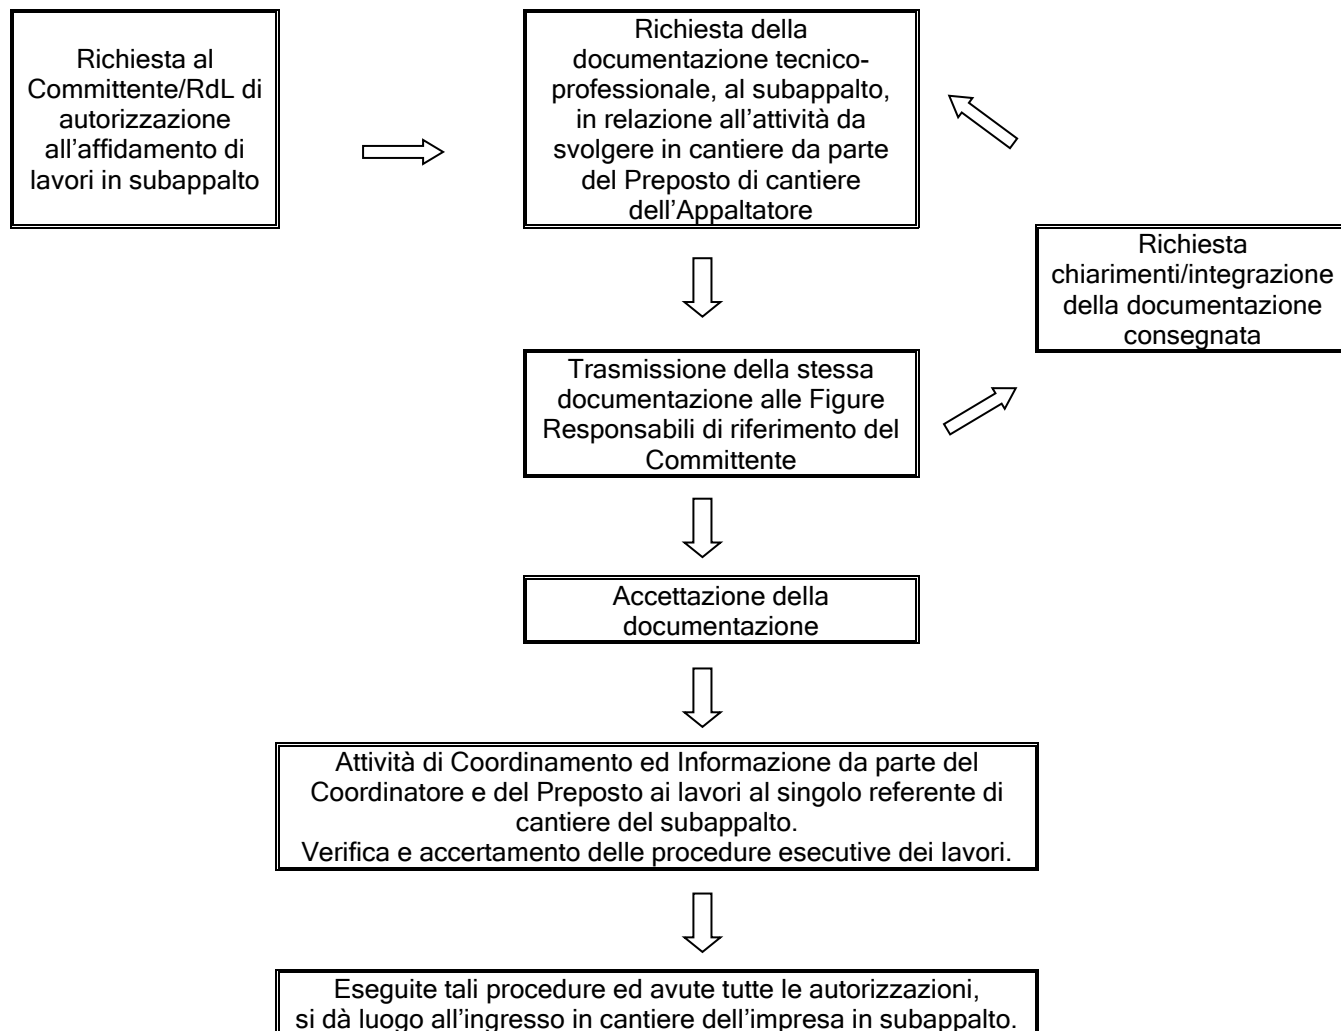 Richiesta al
Committente/RdL di
autorizzazione
all’affidamento di
lavori in subappalto
Richiesta della
documentazione tecnico-
professionale, al subappalto,
in relazione all’attività da
svolgere in cantiere da parte
del Preposto di cantiere
dell’Appaltatore
Richiesta
chiarimenti/integrazione
della documentazione
consegnata
Trasmissione della stessa
documentazione alle Figure
Responsabili di riferimento del
Committente
Accettazione della
documentazione
Attività di Coordinamento ed Informazione da parte del
Coordinatore e del Preposto ai lavori al singolo referente di
cantiere del subappalto.
Verifica e accertamento delle procedure esecutive dei lavori.
Eseguite tali procedure ed avute tutte le autorizzazioni,
si dà luogo all’ingresso in cantiere dell’impresa in subappalto.